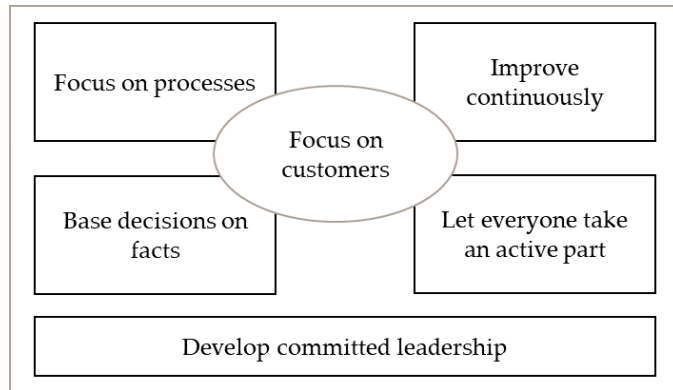 Focus on processes
Improve
continuously
Focus on
customers
Base decisions on
facts
Let everyone take
an active part
Develop committed leadership